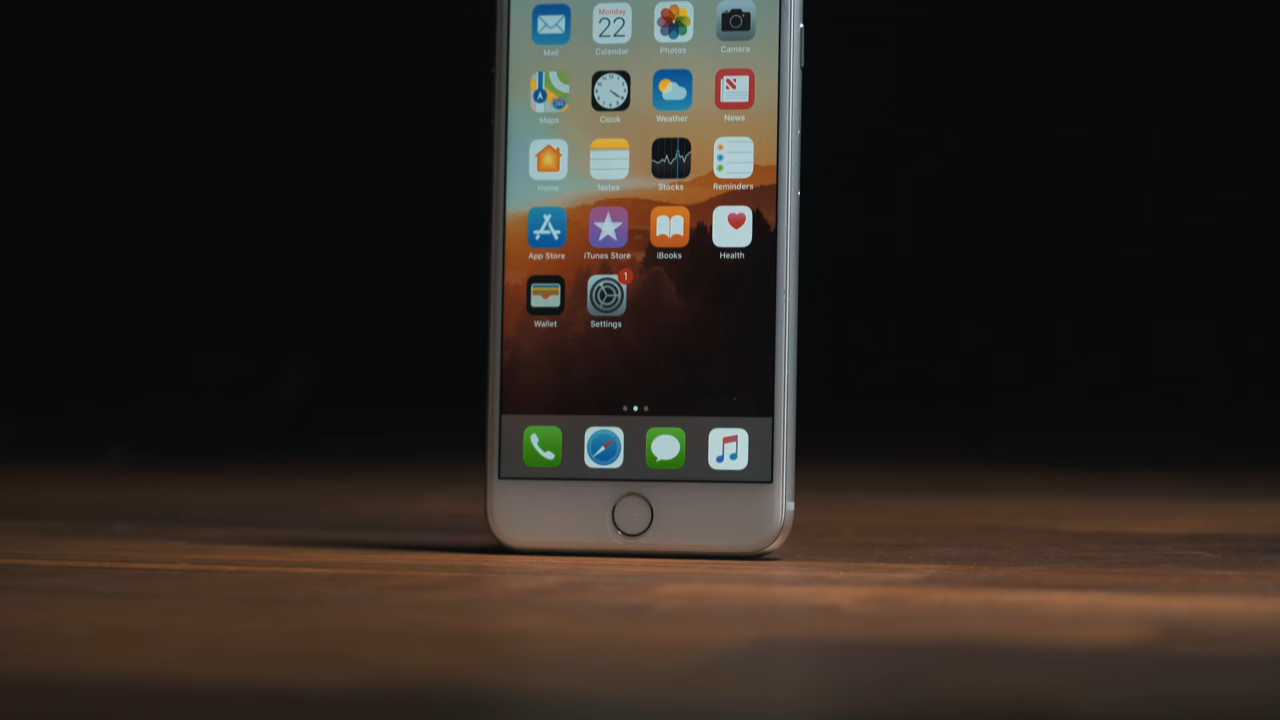 Monday
22
Mail Calendar Photos Camera
Maps Clock Weather News
Home Notes Stocks Reminders
App Store iTunes Store iBooks Health
1
Wallet Settings